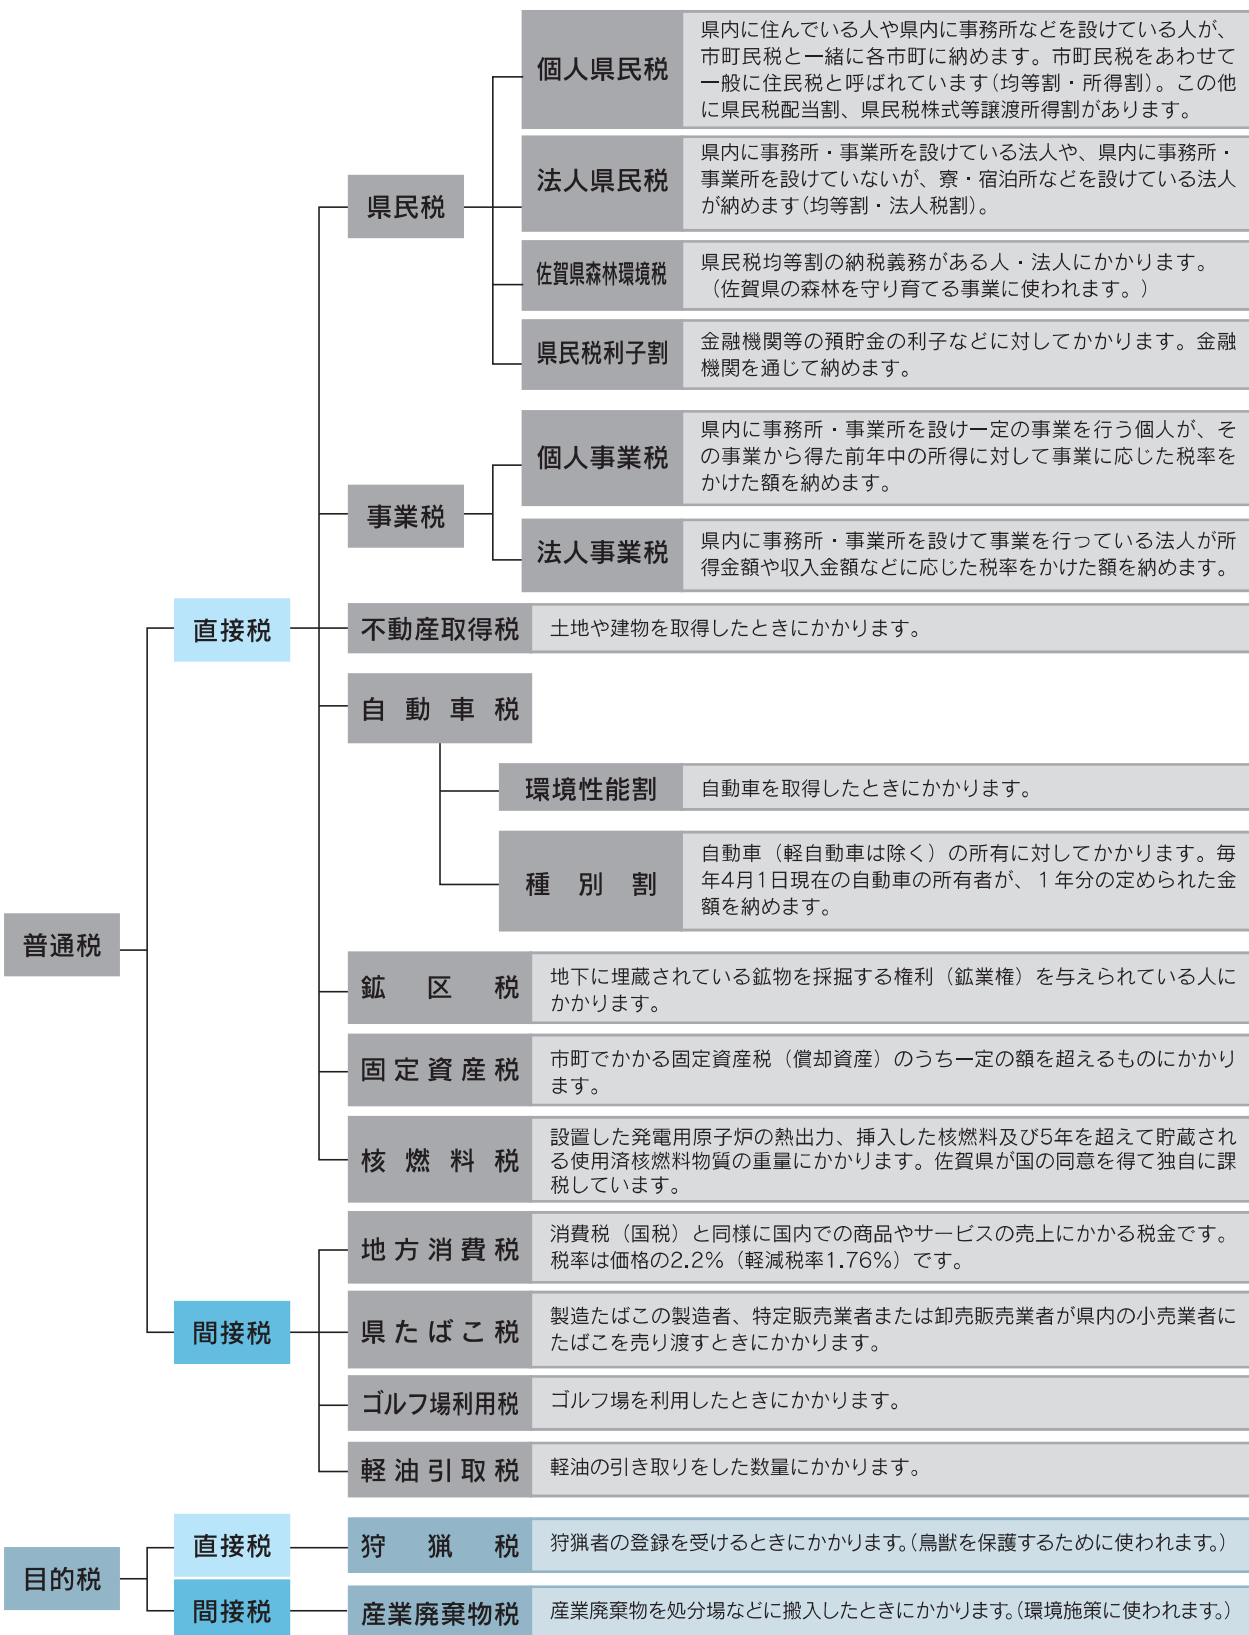 個人県民税
県内に住んでいる人や県内に事務所などを設けている人が、
市町民税と一緒に各市町に納めます。市町民税をあわせて
一般に住民税と呼ばれています(均等割・所得割)。この他
に県民税配当割、県民税株式等譲渡所得割があります。
県民税
法人県民税
県内に事務所・事業所を設けている法人や、県内に事務所・
事業所を設けていないが、寮・宿泊所などを設けている法人
が納めます(均等割・法人税割)。
佐賀県森林環境税
県民税均等割の納税義務がある人・法人にかかります。
(佐賀県の森林を守り育てる事業に使われます。)
県民税利子割
金融機関等の預貯金の利子などに対してかかります。金融
機関を通じて納めます。
事業税
個人事業税
県内に事務所・事業所を設け一定の事業を行う個人が、そ
の事業から得た前年中の所得に対して事業に応じた税率を
かけた額を納めます。
法人事業税
県内に事務所・事業所を設けて事業を行っている法人が所
得金額や収入金額などに応じた税率をかけた額を納めます。
直接税
不動産取得税
土地や建物を取得したときにかかります。
自動車税
環境性能割
自動車を取得したときにかかります。
種別割
自動車(軽自動車は除く)の所有に対してかかります。毎
年4月1日現在の自動車の所有者が、1年分の定められた金
額を納めます。
普通税
鉱区税
地下に埋蔵されている鉱物を採掘する権利(鉱業権)を与えられている人に
かかります。
固定資産税
市町でかかる固定資産税(償却資産)のうち一定の額を超えるものにかかり
ます。
核燃料税
設置した発電用原子炉の熱出力、挿入した核燃料及び5年を超えて貯蔵され
る使用済核燃料物質の重量にかかります。佐賀県が国の同意を得て独自に課
税しています。
地方消費税
消費税(国税)と同様に国内での商品やサービスの売上にかかる税金です。
税率は価格の2.2%(軽減税率1.76%)です。
間接税
県たばこ税
製造たばこの製造者、特定販売業者または卸売販売業者が県内の小売業者に
たばこを売り渡すときにかかります。
ゴルフ場利用税
ゴルフ場を利用したときにかかります。
軽油引取税
軽油の引き取りをした数量にかかります。
目的税
直接税
狩猟税
狩猟者の登録を受けるときにかかります。(鳥獣を保護するために使われます。)
間接税
産業廃棄物税
産業廃棄物を処分場などに搬入したときにかかります。(環境施策に使われます。)